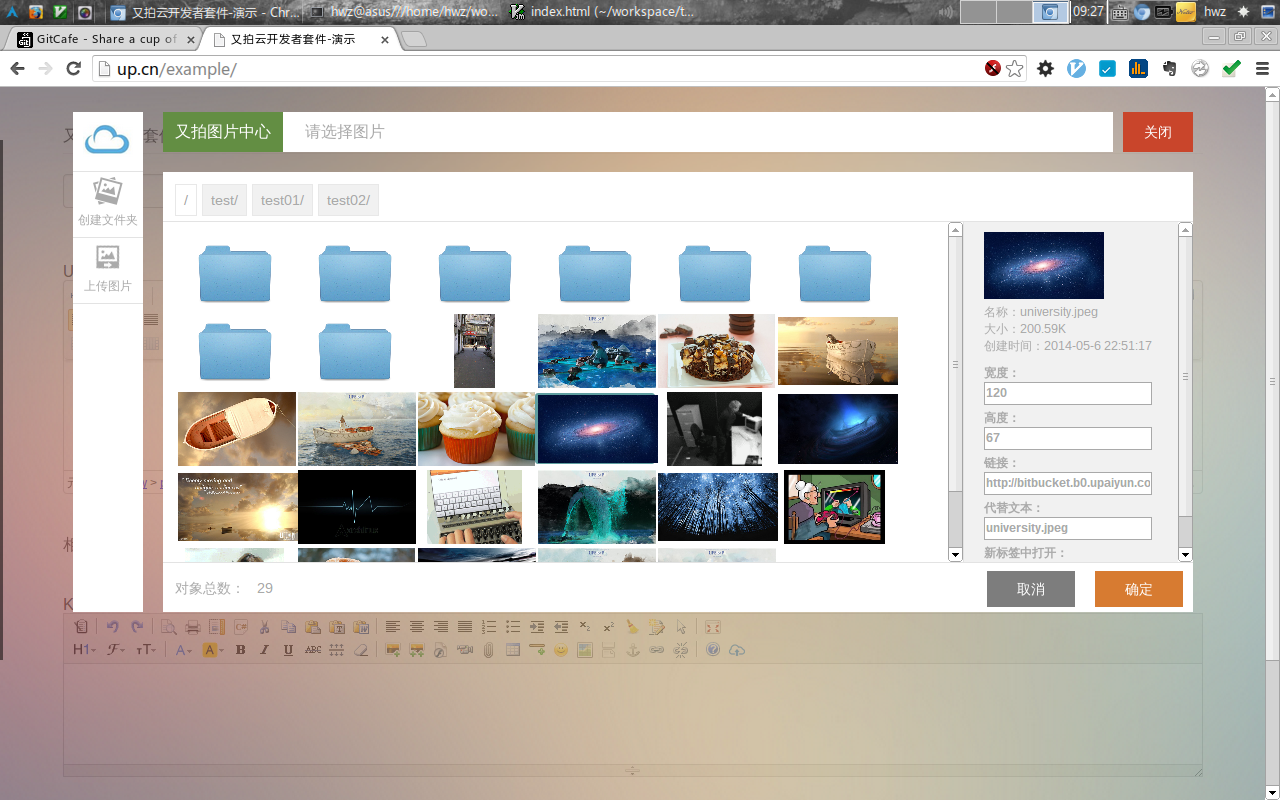 又拍云开发者套件-演示 - Chr...
hwz@asus///home/hwz/wo...
index.html (~/workspace/t...
09:27
hwz
GitCafe - Share a cup of
又拍云开发者套件-演示
up.cn/example/
又拍图片中心
请选择图片
关闭
创建文件夹
上传图片
/
test/
test01/
test02/
名称：university.jpeg
大小：200.59K
创建时间：2014-05-6 22:51:17
宽度：
120
高度：
67
链接：
http://bitbucket.b0.upaiyun.co
代替文本：
university.jpeg
新标签中打开：
对象总数： 29
取消
确定
H1
ABC